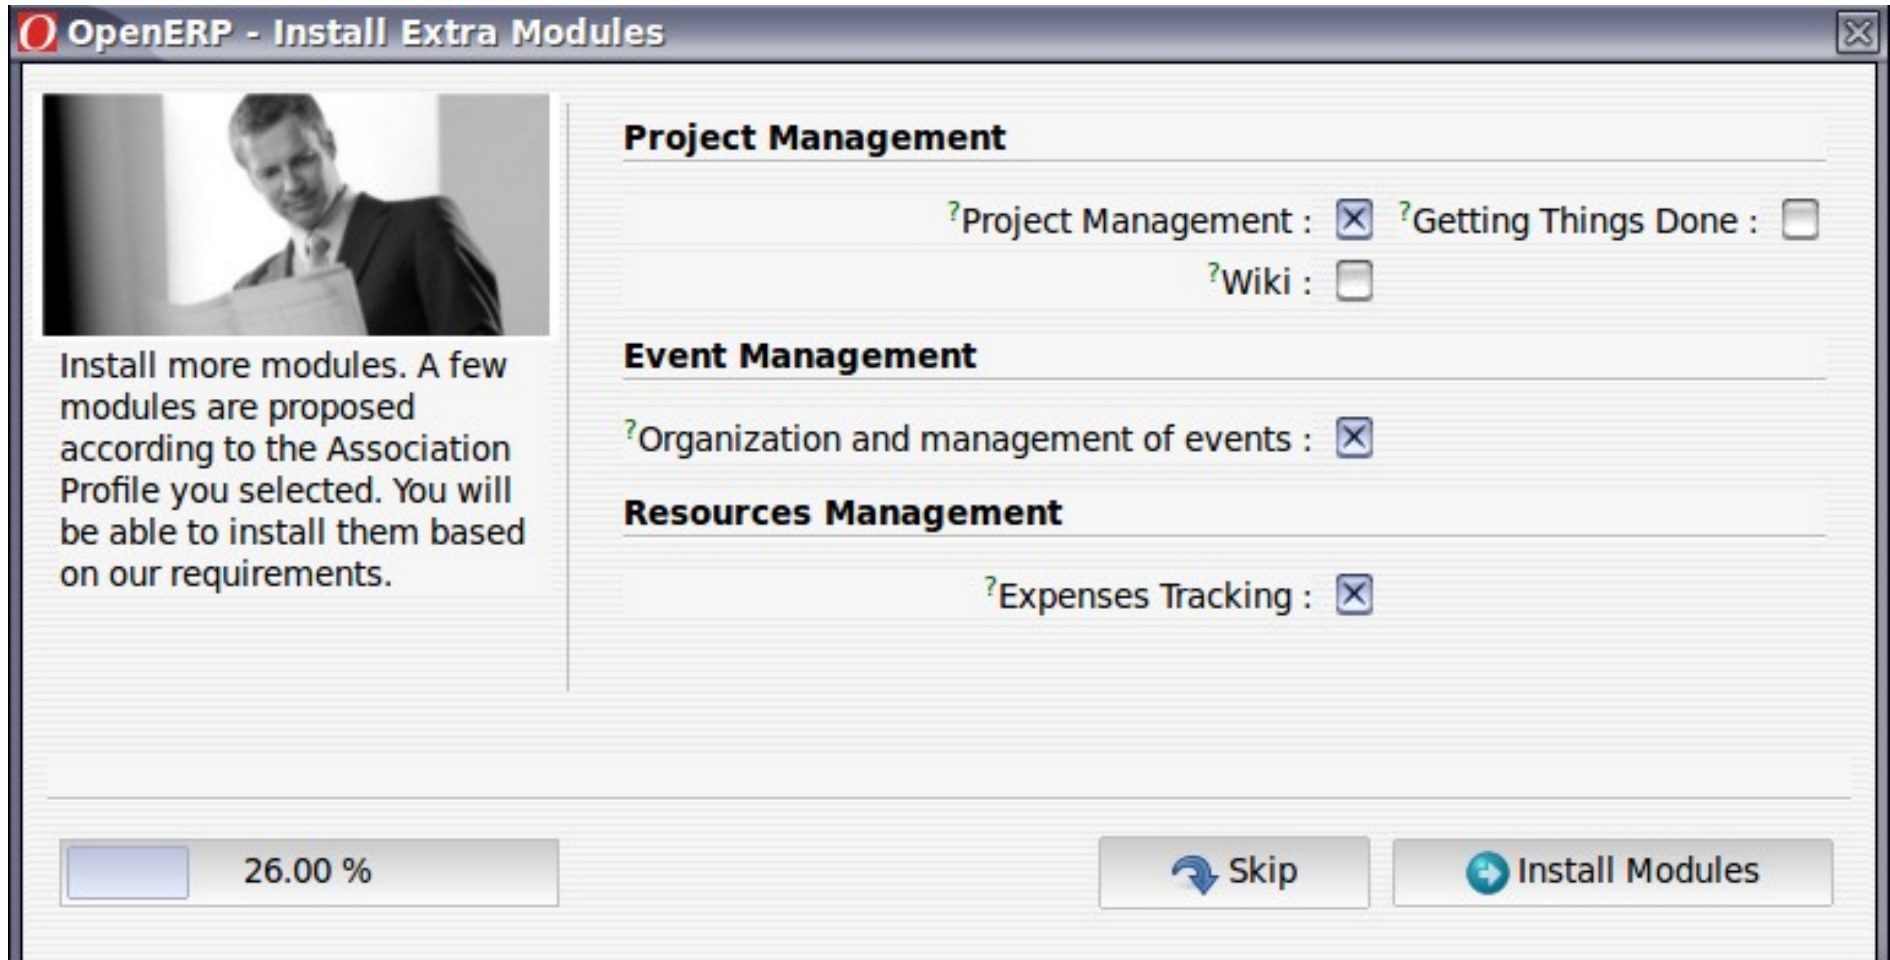 OpenERP - Install Extra Modules
Project Management
?Project Management : ?Getting Things Done :
?Wiki :
Event Management
?Organization and management of events :
Resources Management
?Expenses Tracking :
Install more modules. A few
modules are proposed
according to the Association
Profile you selected. You will
be able to install them based
on our requirements.
26.00 %
Skip
Install Modules